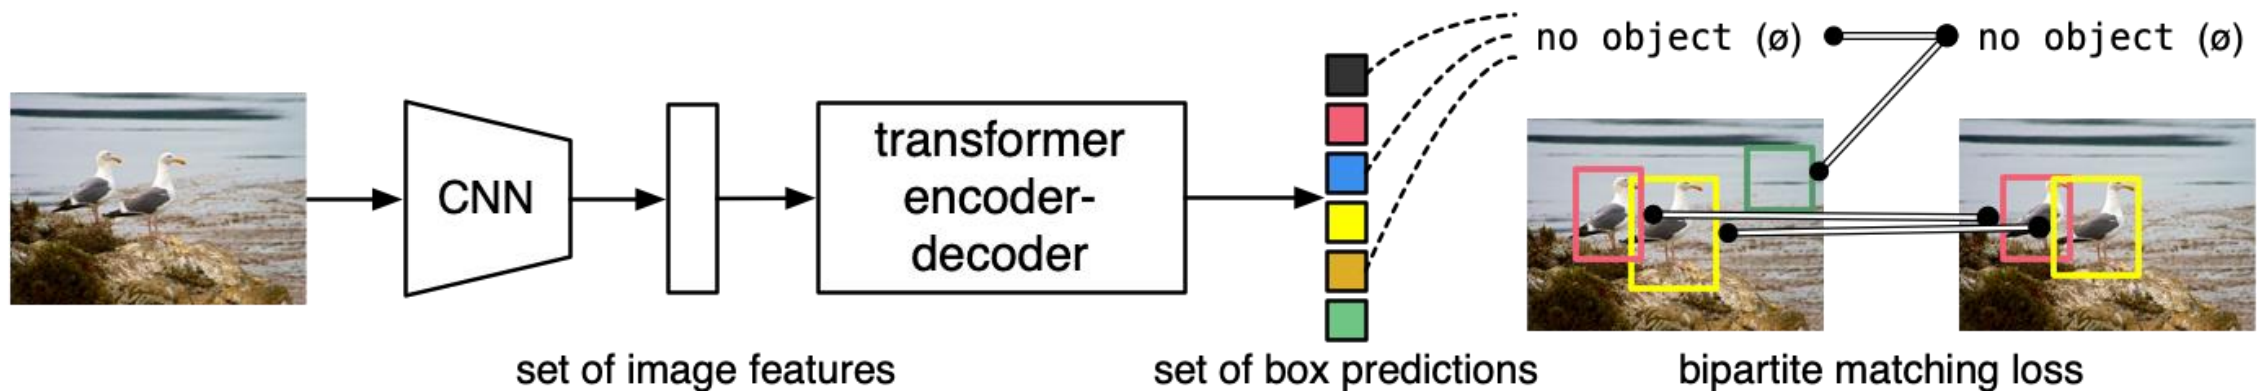 no object (ø)
no object (ø)
CNN
transformer
encoder-
decoder
set of image features
set of box predictions
bipartite matching loss